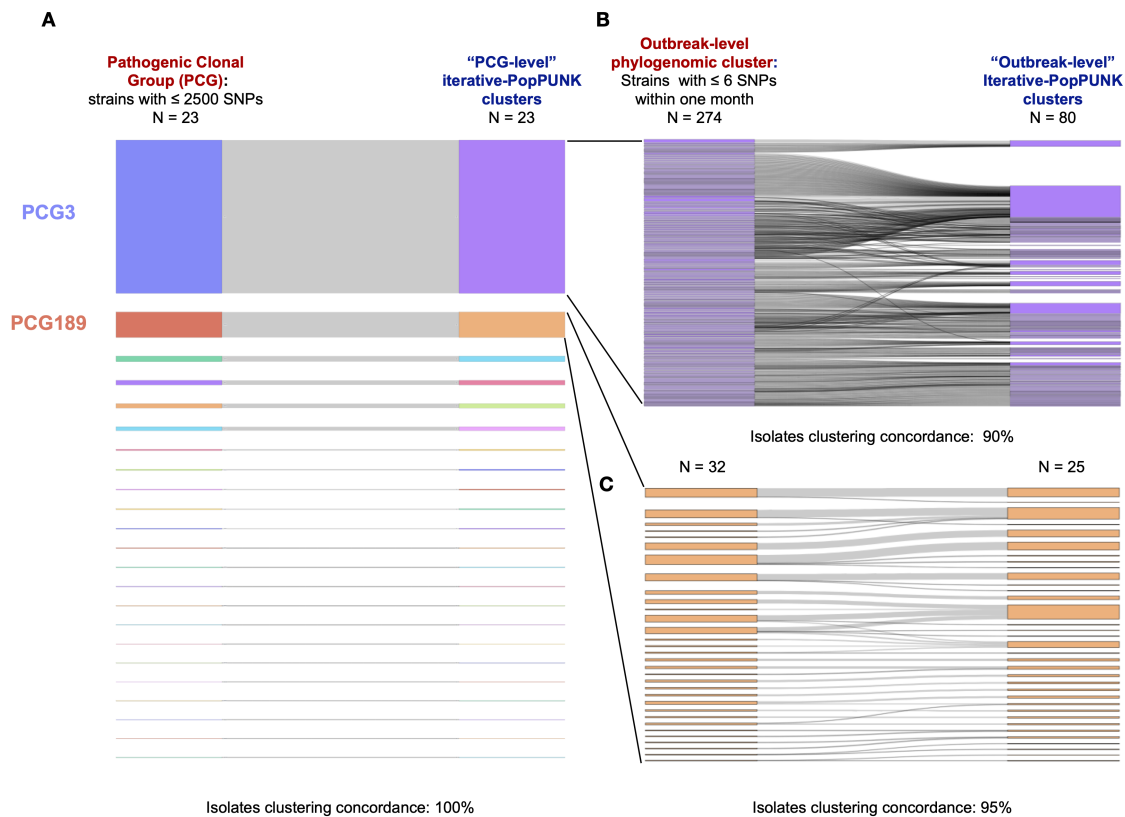 A
Pathogenic Clonal
Group (PCG):
strains with ≤ 2500 SNPs
N = 23
“PCG-level”
iterative-PopPUNK
clusters
N = 23
PCG3
PCG189
Isolates clustering concordance: 100%
B
Outbreak-level
phylogenomic cluster:
Strains with ≤ 6 SNPs
within one month
N = 274
“Outbreak-level”
Iterative-PopPUNK
clusters
N = 80
Isolates clustering concordance: 90%
C
N = 32
N = 25
Isolates clustering concordance: 95%